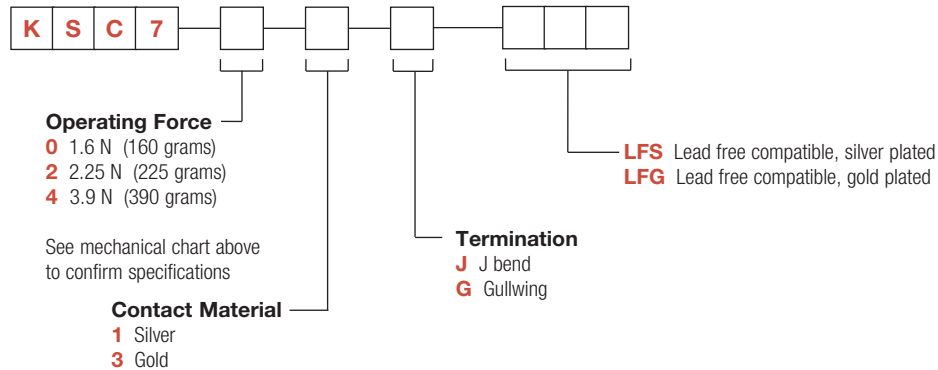 K S C 7
Operating Force
0 1.6 N (160 grams)
2 2.25 N (225 grams)
4 3.9 N (390 grams)
See mechanical chart above
to confirm specifications
Contact Material
1 Silver
3 Gold
Termination
J J bend
G Gullwing
LFS Lead free compatible, silver plated
LFG Lead free compatible, gold plated